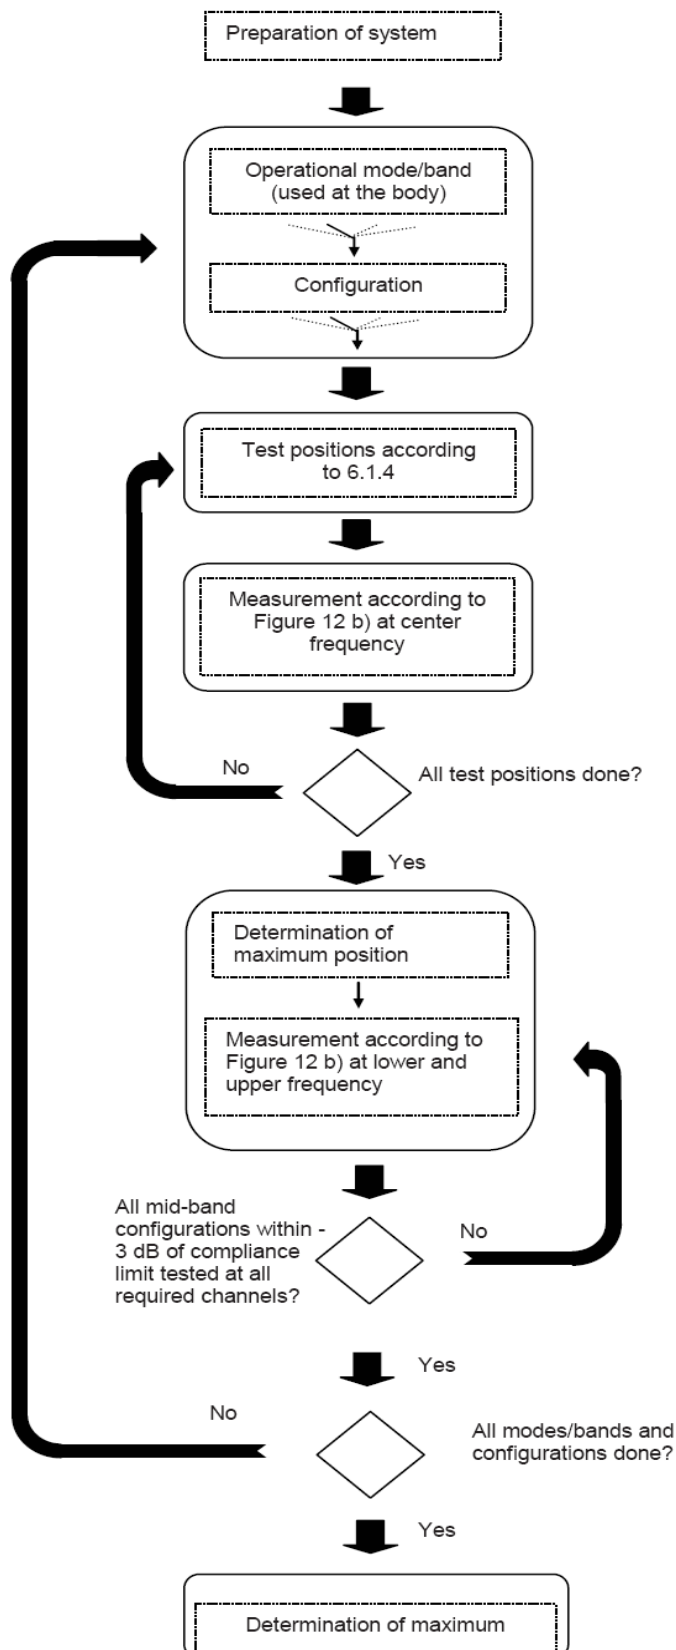 Preparation of system
Operational mode/band
(used at the body)
Configuration
Test positions according
to 6.1.4
Measurement according to
Figure 12 b) at center
frequency
No
All test positions done?
Yes
Determination of
maximum position
Measurement according to
Figure 12 b) at lower and
upper frequency
All mid-band
configurations within -
3 dB of compliance
limit tested at all
required channels?
No
Yes
No
All modes/bands and
configurations done?
Yes
Determination of maximum